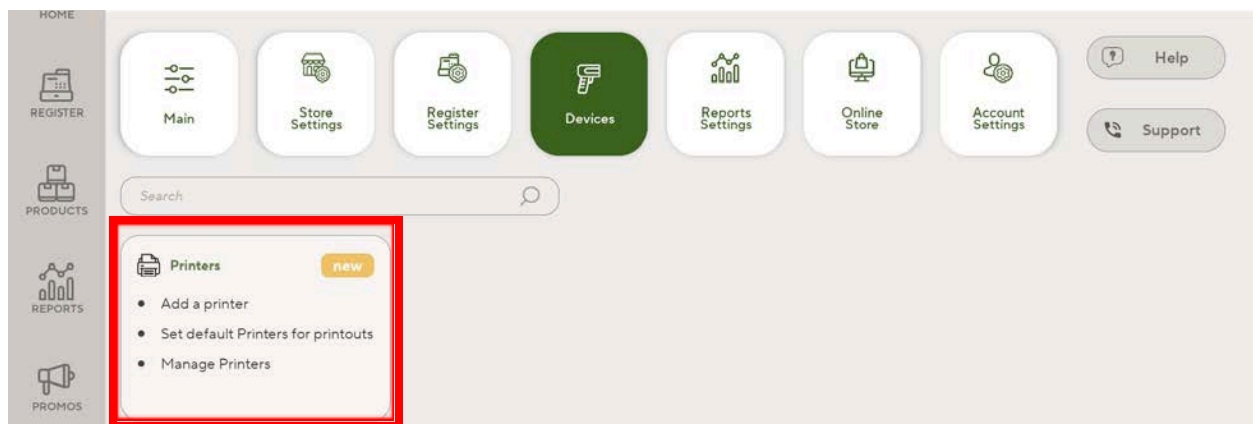 HOME
REGISTER
PRODUCTS
REPORTS
PROMOS
Main
Store
Settings
Register
Settings
Devices
Reports
Settings
Online
Store
Account
Settings
Help
Support
Search
Printers new
• Add a printer
• Set default Printers for printouts
• Manage Printers